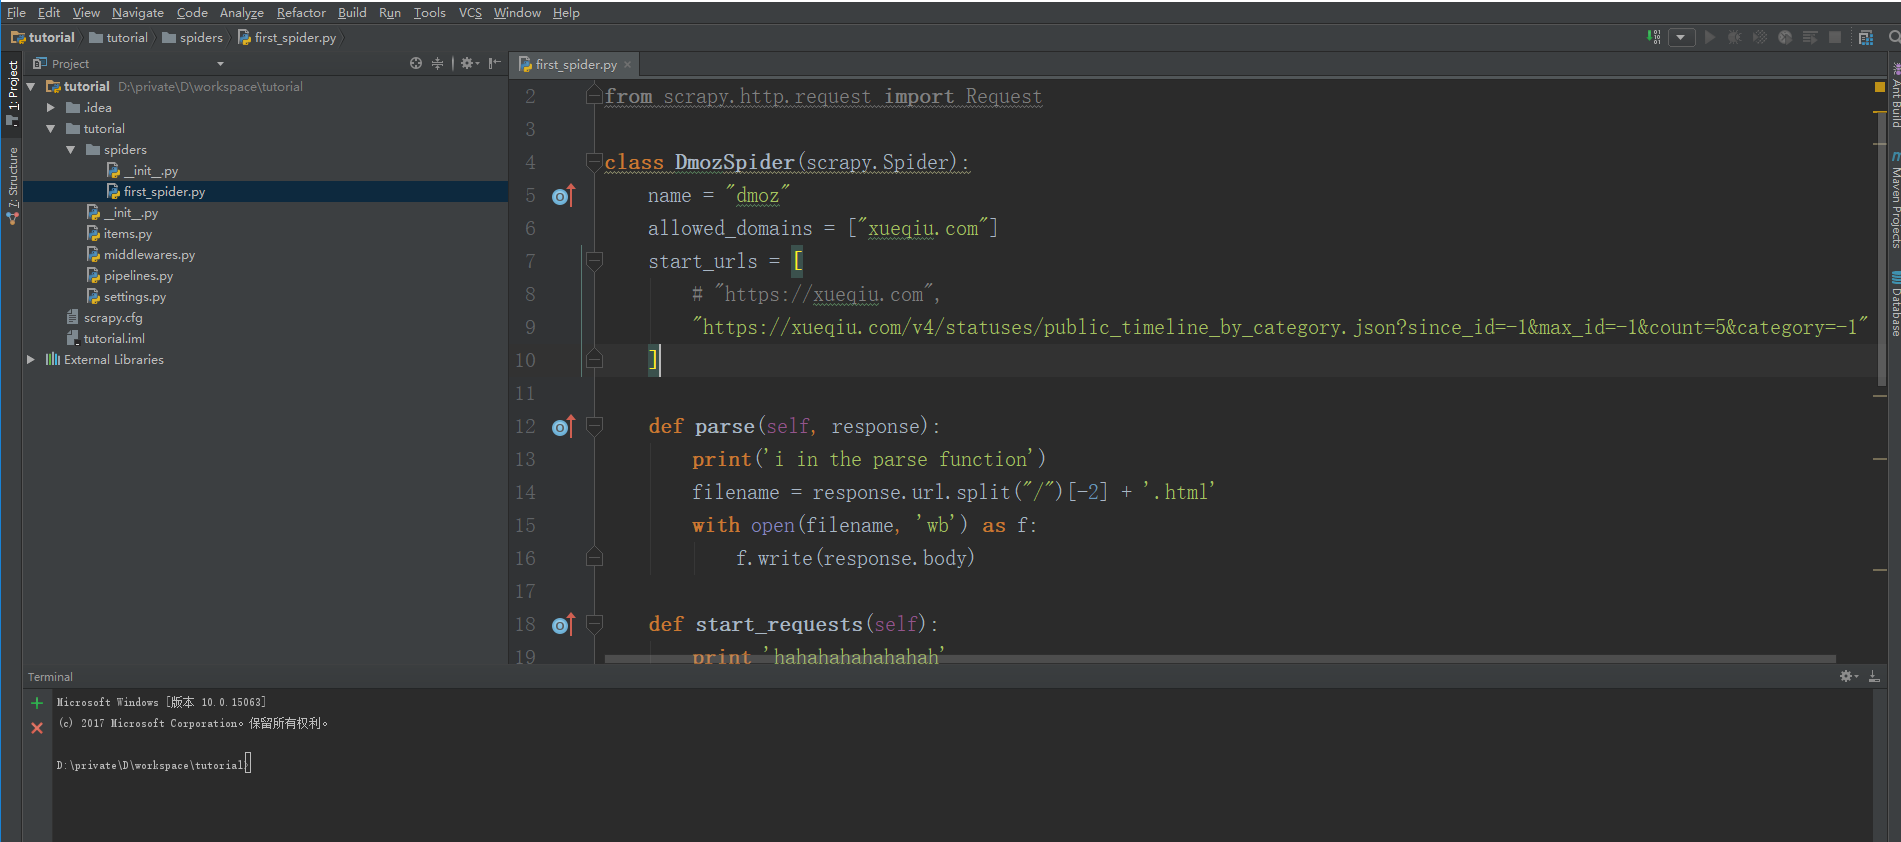 File Edit View Navigate Code Analyze Refactor Build Run Tools VCS Window Help
tutorial tutorial spiders first_spider.py
1: Project
7: Structure
Project
tutorial D:\private\D\workspace\tutorial
.idea
tutorial
spiders
__init__.py
first_spider.py
__init__.py
items.py
middlewares.py
pipelines.py
settings.py
scrapy.cfg
tutorial.iml
External Libraries
first_spider.py
2 from scrapy.http.request import Request
3
4 class DmozSpider(scrapy.Spider):
5 name = "dmoz"
6 allowed_domains = ["xueqiu.com"]
7 start_urls = [
8 # "https://xueqiu.com",
9 "https://xueqiu.com/v4/statuses/public_timeline_by_category.json?since_id=-1&max_id=-1&count=5&category=-1"
10 ]
11
12 def parse(self, response):
13 print('i in the parse function')
14 filename = response.url.split("/")[-2] + '.html'
15 with open(filename, 'wb') as f:
16 f.write(response.body)
17
18 def start_requests(self):
19 print 'hahahahahahahah'
Ant Build
Maven Projects
Database
Terminal
Microsoft Windows [版本 10.0.15063]
(c) 2017 Microsoft Corporation。保留所有权利。
D:\private\D\workspace\tutorial>